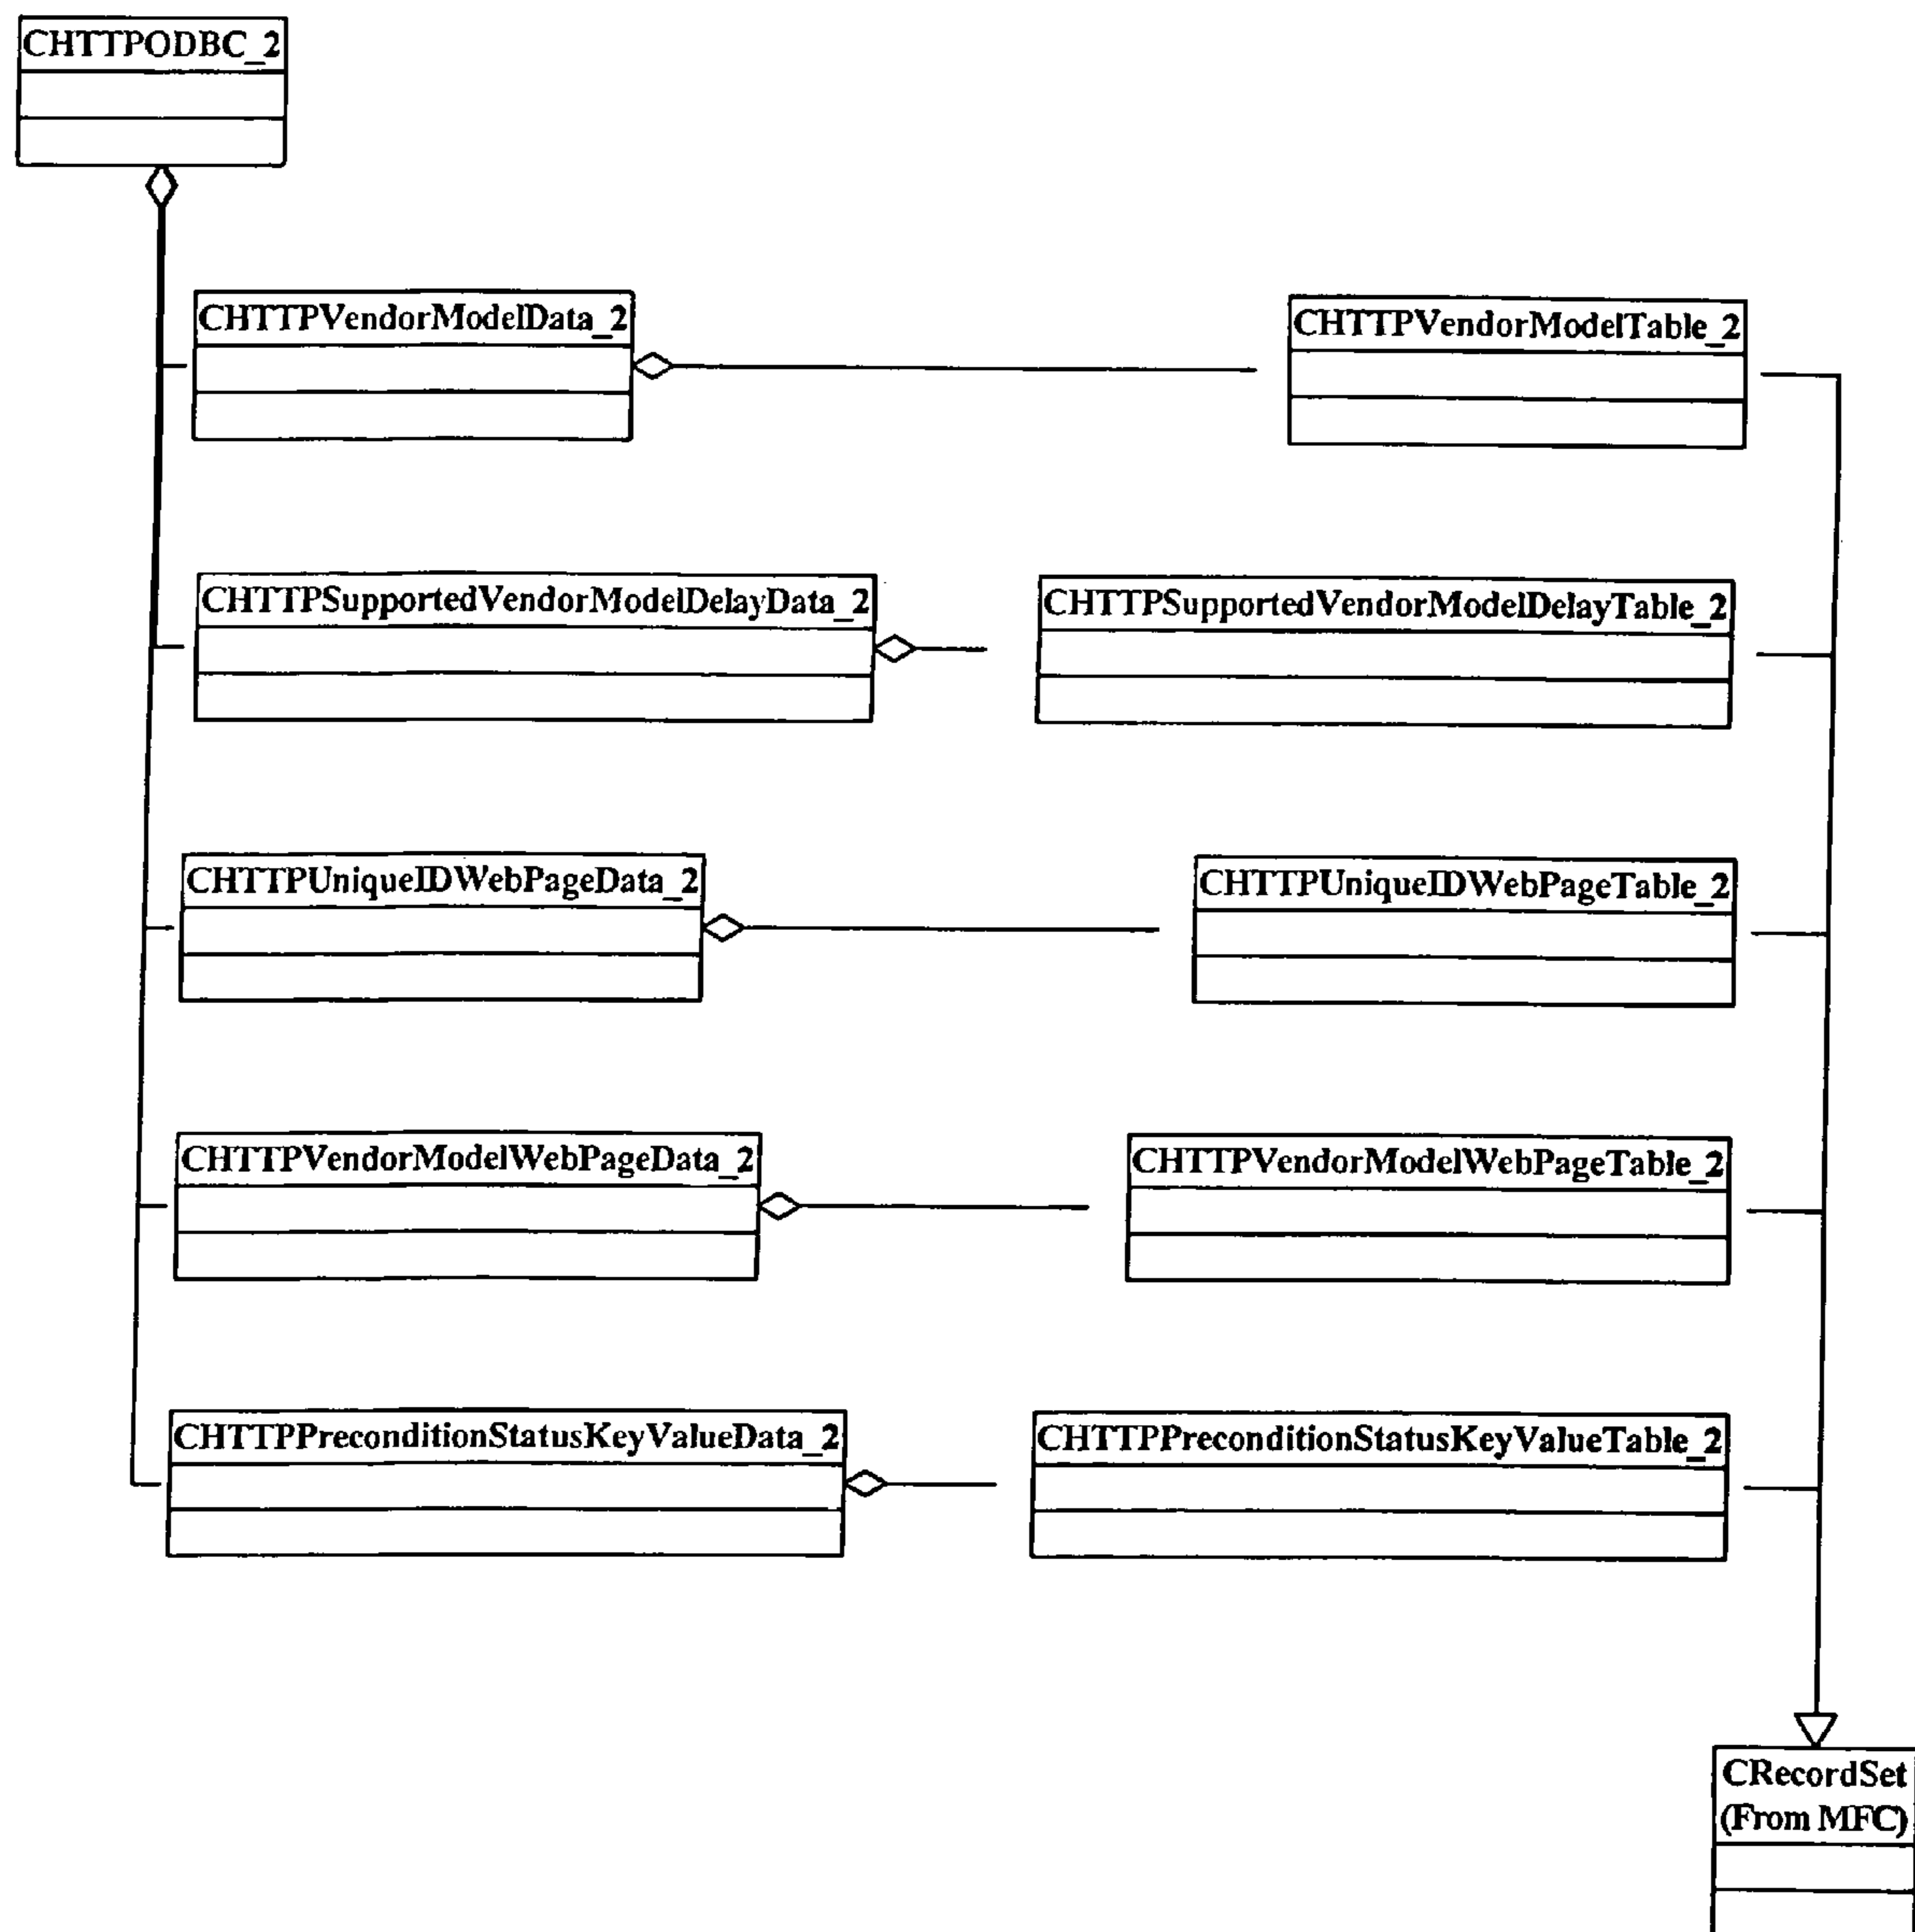 CHTTPODBC_2
CHTTPVendorModelData_2
CHTTPVendorModelTable_2
CHTTPSupportedVendorModelDelayData_2
CHTTPSupportedVendorModelDelayTable_2
CHTTPUniqueIDWebPageData_2
CHTTPUniqueIDWebPageTable_2
CHTTPVendorModelWebPageData_2
CHTTPVendorModelWebPageTable_2
CHTTPPreconditionStatusKeyValueData_2
CHTTPPreconditionStatusKeyValueTable_2
CRecordSet
(From MFC)